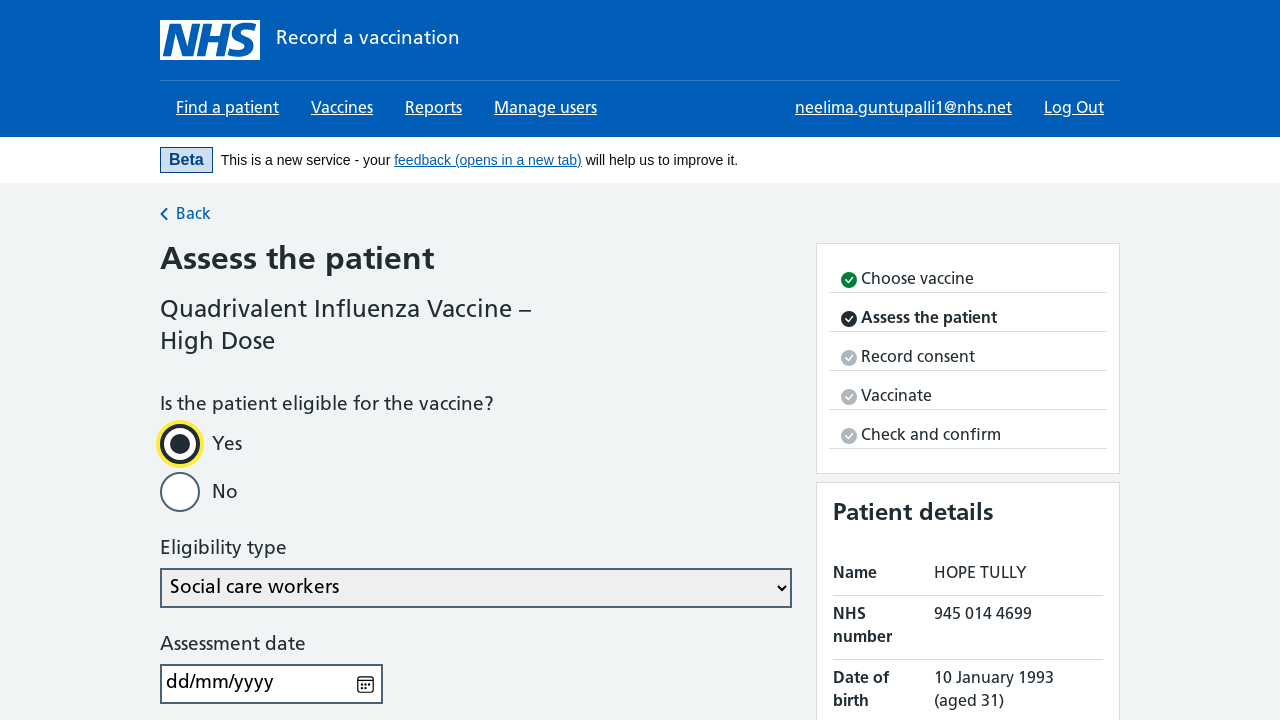 NHS Record a vaccination
Find a patient Vaccines Reports Manage users neelima.guntupalli1@nhs.net Log Out
Beta This is a new service - your feedback (opens in a new tab) will help us to improve it.
Back
Assess the patient
Quadrivalent Influenza Vaccine –
High Dose
Is the patient eligible for the vaccine?
Yes
No
Eligibility type
Social care workers
Assessment date
dd/mm/yyyy
Choose vaccine
Assess the patient
Record consent
Vaccinate
Check and confirm
Patient details
Name HOPE TULLY
NHS 945 014 4699
number
Date of 10 January 1993
birth (aged 31)